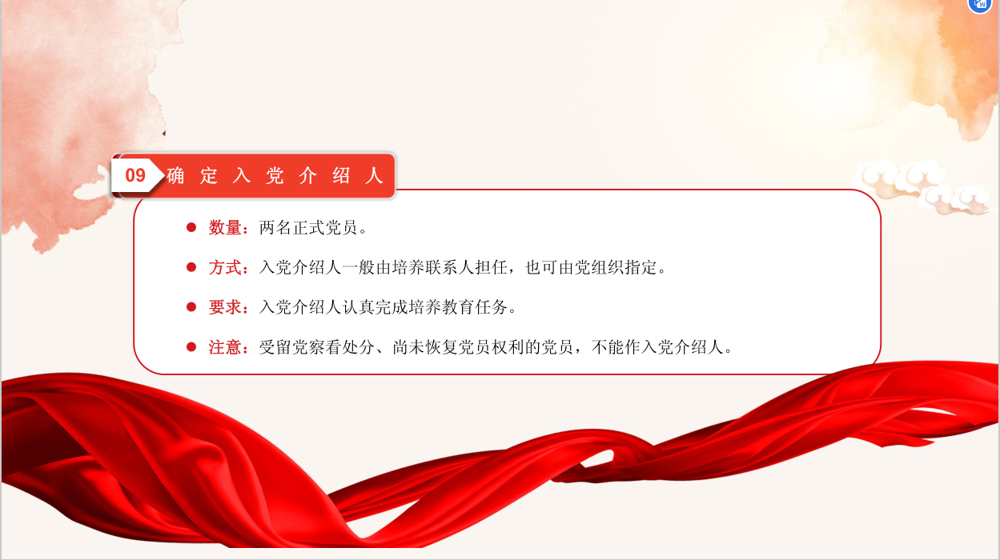 09 确定入党介绍人
数量：两名正式党员。
方式：入党介绍人一般由培养联系人担任，也可由党组织指定。
要求：入党介绍人认真完成培养教育任务。
注意：受留党察看处分、尚未恢复党员权利的党员，不能作入党介绍人。